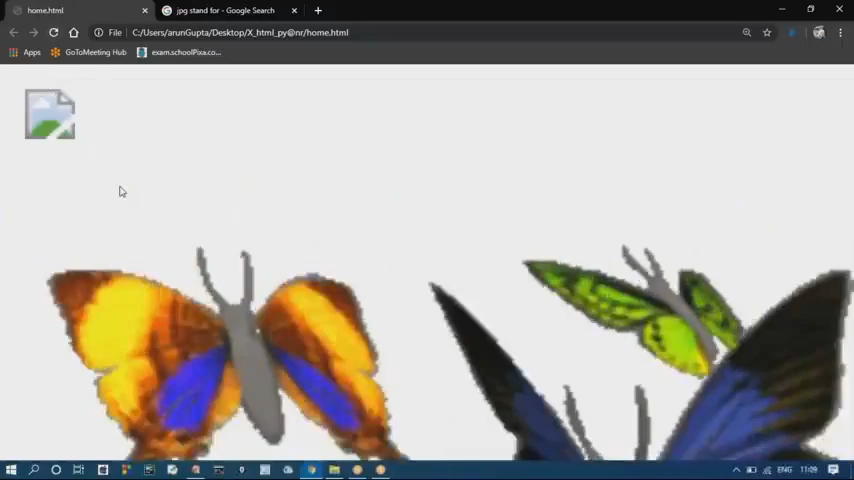 home.html
jpg stand for - Google Search
File
C:/Users/arunGupta/Desktop/X_html_py@nr/home.html
Apps
GoToMeeting Hub
exam.schoolPixa.co...
ENG
11:09